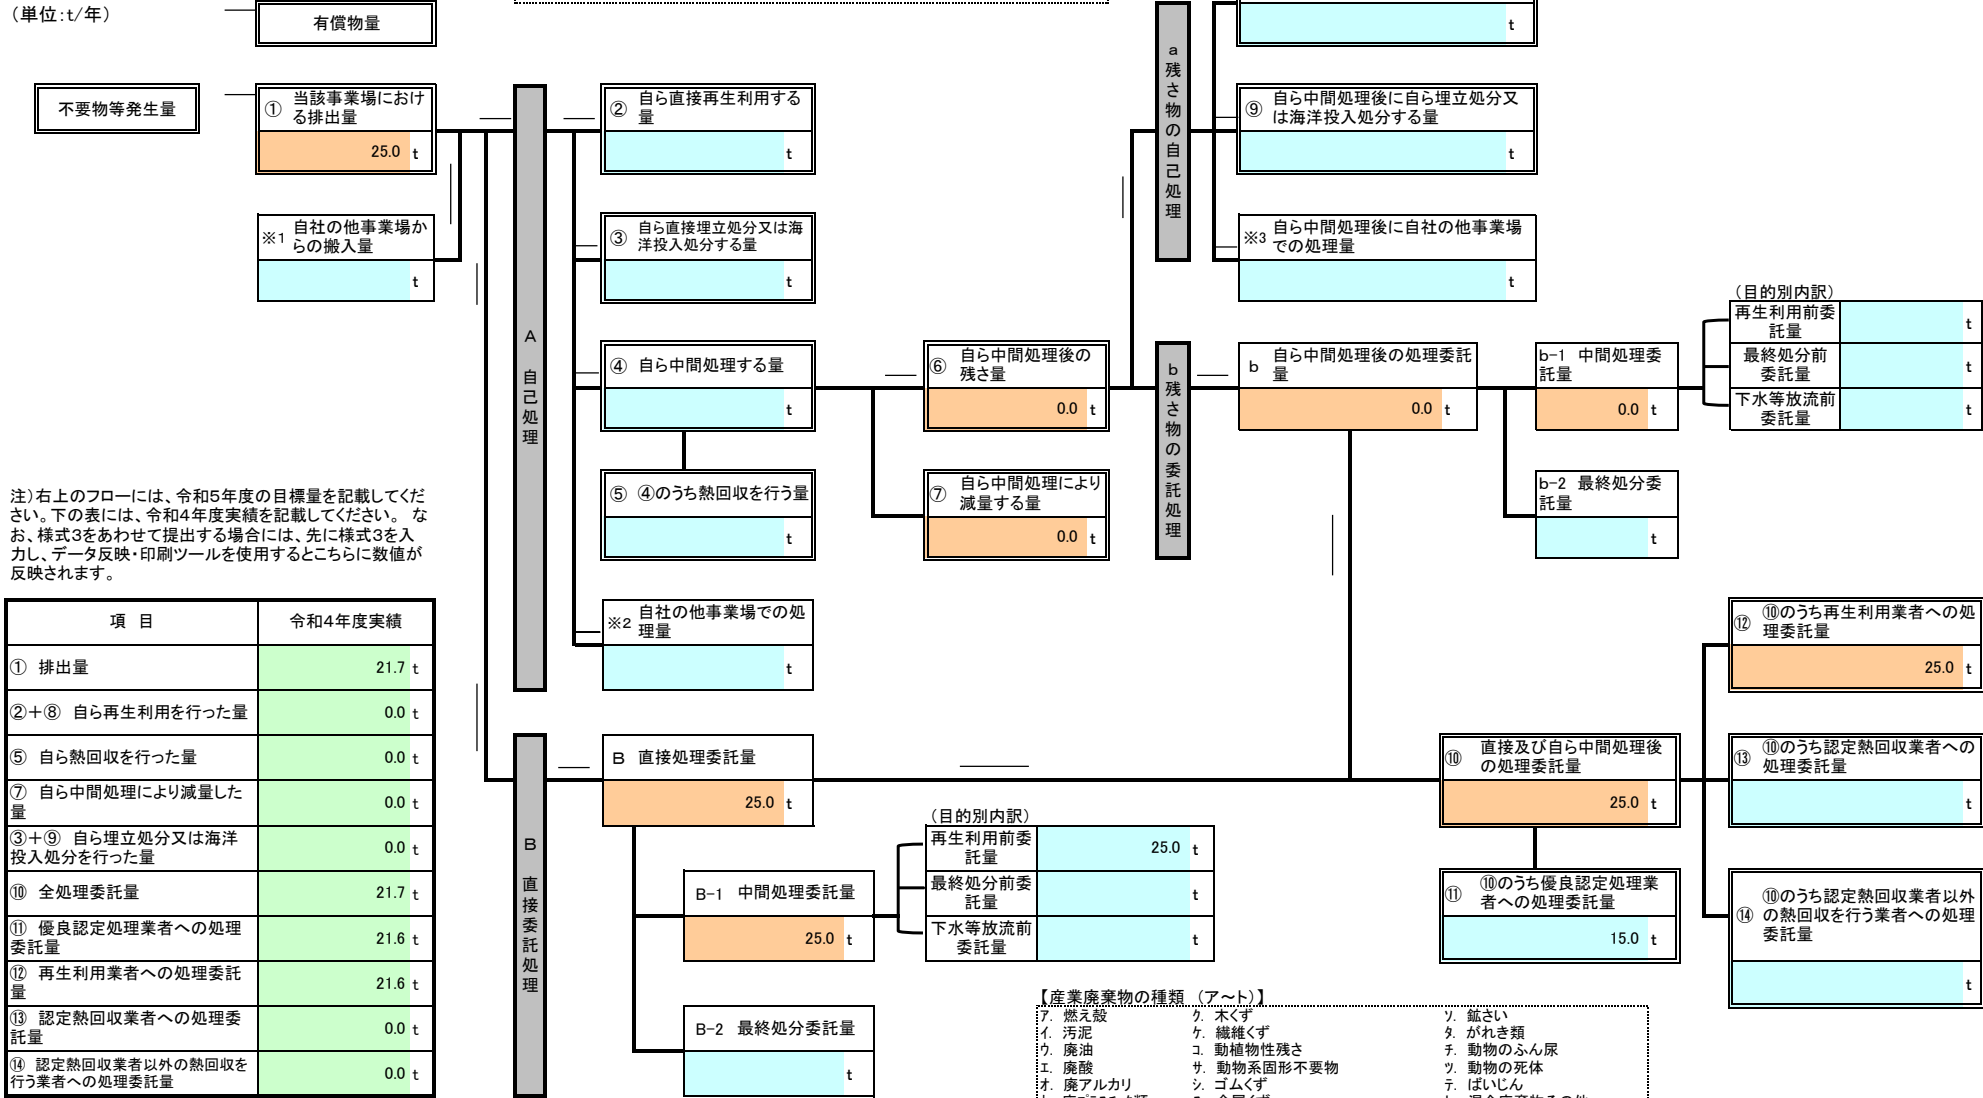 （単位:t/年）
有償物量
t
不要物等発生量
① 当該事業場におけ
る排出量
25.0 t
※1 自社の他事業場か
らの搬入量
t
A 自己処理
② 自ら直接再生利用する
量
t
③ 自ら直接埋立処分又は海
洋投入処分する量
t
④ 自ら中間処理する量
t
⑤ ④のうち熱回収を行う量
t
※2 自社の他事業場での処
理量
t
⑥ 自ら中間処理後の
残さ量
0.0 t
⑦ 自ら中間処理により
減量する量
0.0 t
a 残さ物の自己処理
⑨ 自ら中間処理後に自ら埋立処分又
は海洋投入処分する量
t
※3 自ら中間処理後に自社の他事業場
での処理量
t
b 残さ物の委託処理
b 自ら中間処理後の処理委託
量
0.0 t
b-1 中間処理委
託量
0.0 t
b-2 最終処分委
託量
t
（目的別内訳）
再生利用前委
託量
t
最終処分前
委託量
t
下水等放流前
委託量
t
注）右上のフローには、令和5年度の目標量を記載してくだ
さい。下の表には、令和4年度実績を記載してください。 な
お、様式3をあわせて提出する場合には、先に様式3を入
力し、データ反映・印刷ツールを使用するとこちらに数値が
反映されます。
項 目 令和4年度実績
① 排出量 21.7 t
②＋⑧ 自ら再生利用を行った量 0.0 t
⑤ 自ら熱回収を行った量 0.0 t
⑦ 自ら中間処理により減量した
量 0.0 t
③＋⑨ 自ら埋立処分又は海洋
投入処分を行った量 0.0 t
⑩ 全処理委託量 21.7 t
⑪ 優良認定処理業者への処理
委託量 21.6 t
⑫ 再生利用業者への処理委託
量 21.6 t
⑬ 認定熱回収業者への処理委
託量 0.0 t
⑭ 認定熱回収業者以外の熱回収を
行う業者への処理委託量 0.0 t
B 直接委託処理
B 直接処理委託量
25.0 t
B-1 中間処理委託量
25.0 t
B-2 最終処分委託量
t
（目的別内訳）
再生利用前委
託量
25.0 t
最終処分前委
託量
t
下水等放流前
委託量
t
⑩ 直接及び自ら中間処理後
の処理委託量
25.0 t
⑪ ⑩のうち優良認定処理業
者への処理委託量
15.0 t
⑫ ⑩のうち再生利用業者への処
理委託量
25.0 t
⑬ ⑩のうち認定熱回収業者への
処理委託量
t
⑭ ⑩のうち認定熱回収業者以外
の熱回収を行う業者への処理
委託量
t
【産業廃棄物の種類 （ア～ト）】
ア. 燃え殻 ク. 木くず ソ. 鉱さい
イ. 汚泥 ケ. 繊維くず タ. がれき類
ウ. 廃油 コ. 動植物性残さ チ. 動物のふん尿
エ. 廃酸 サ. 動物系固形不要物 ツ. 動物の死体
オ. 廃アルカリ シ. ゴムくず テ. ばいじん